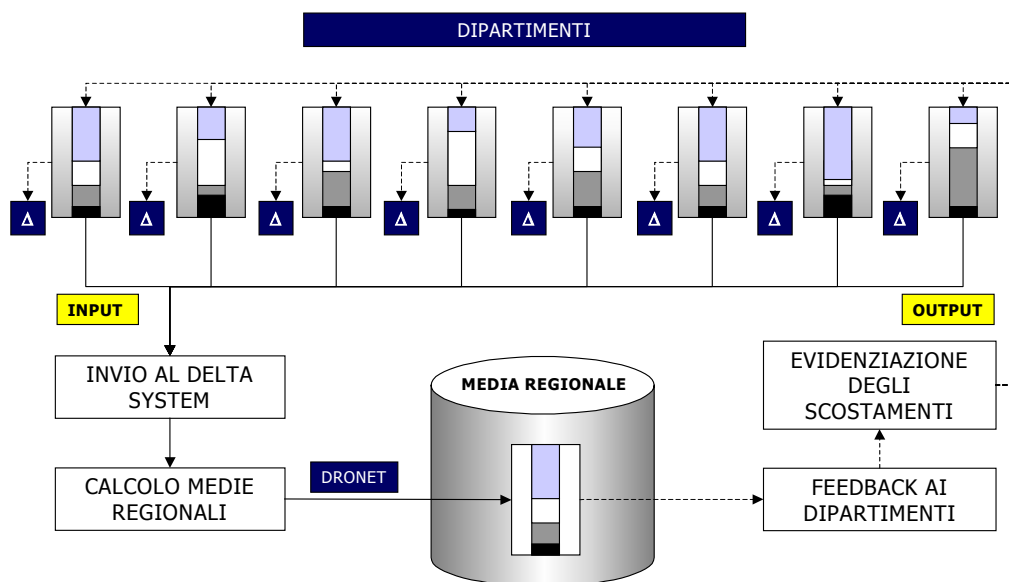 DIPARTIMENTI
Δ Δ Δ Δ Δ Δ Δ Δ
INPUT
OUTPUT
INVIO AL DELTA
SYSTEM
MEDIA REGIONALE
EVIDENZIAZIONE
DEGLI
SCOSTAMENTI
CALCOLO MEDIE
REGIONALI
DRONET
FEEDBACK AI
DIPARTIMENTI